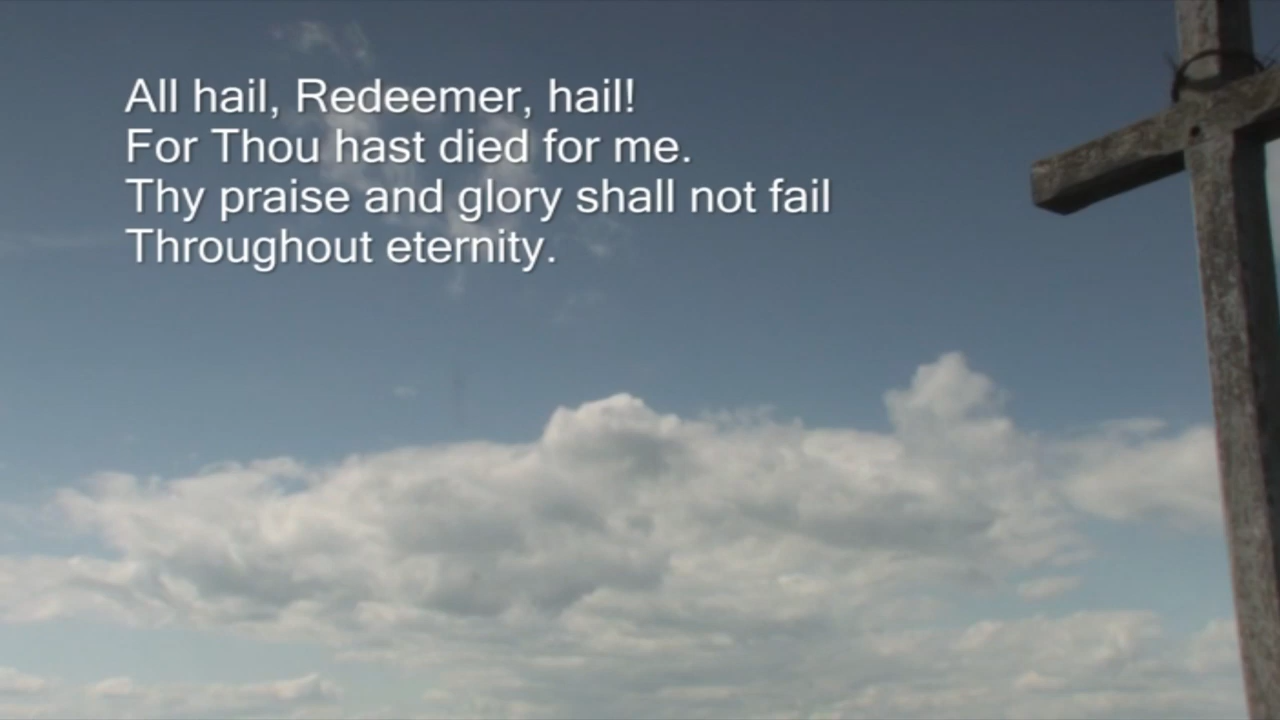 All hail, Redeemer, hail!
For Thou hast died for me.
Thy praise and glory shall not fail
Throughout eternity.